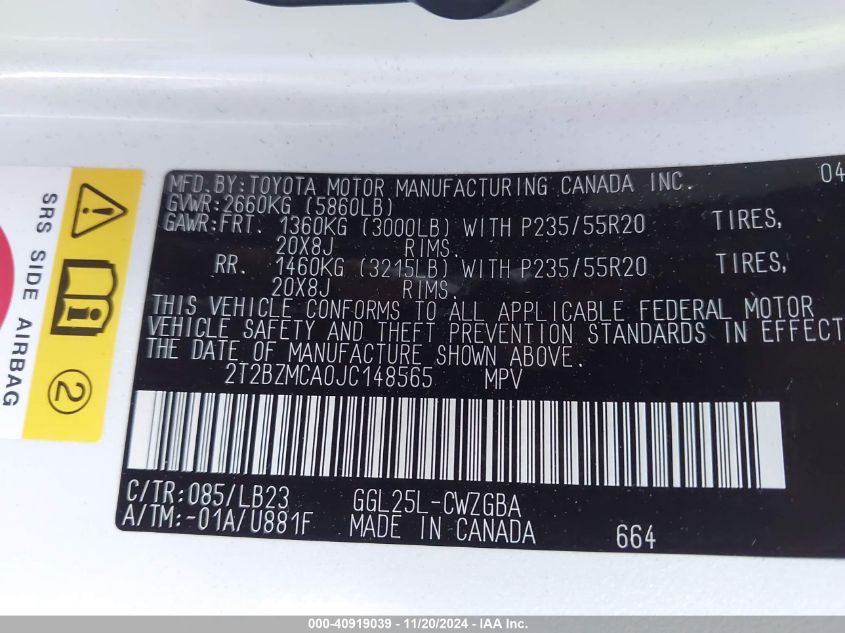 MFD.BY:TOYOTA MOTOR MANUFACTURING CANADA INC. 04
GVWR:2660KG (5860LB)
GAWR:FRT. 1360KG (3000LB) WITH P235/55R20 TIRES,
20X8J RIMS.
RR. 1460KG (3215LB) WITH P235/55R20 TIRES,
20X8J RIMS.
THIS VEHICLE CONFORMS TO ALL APPLICABLE FEDERAL MOTOR
VEHICLE SAFETY AND THEFT PREVENTION STANDARDS IN EFFECT
THE DATE OF MANUFACTURE SHOWN ABOVE.
2T2BZMCA0JC148565 MPV
C/TR:085/LB23 GGL25L-CWZGBA
A/TM:-01A/U881F MADE IN CANADA 664
SRS SIDE AIRBAG
2
000-40919039 - 11/20/2024 - IAA Inc.